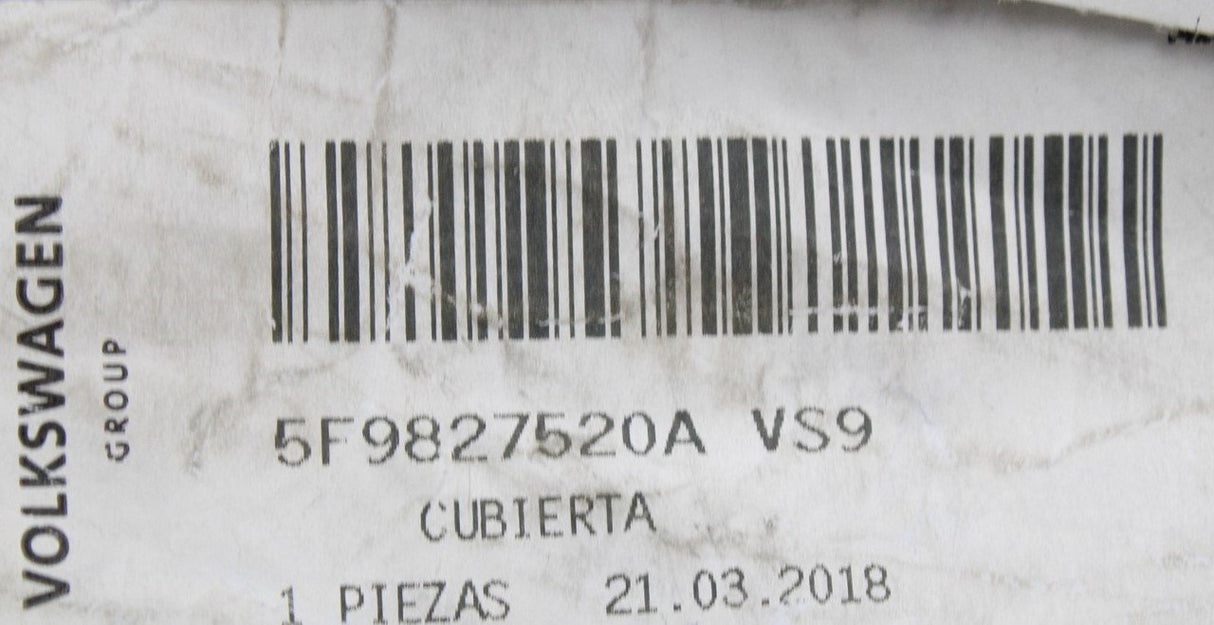 VOLKSWAGEN
GROUP
5F9827520A VS9
CUBIERTA
1 PIEZAS 21.03.2018